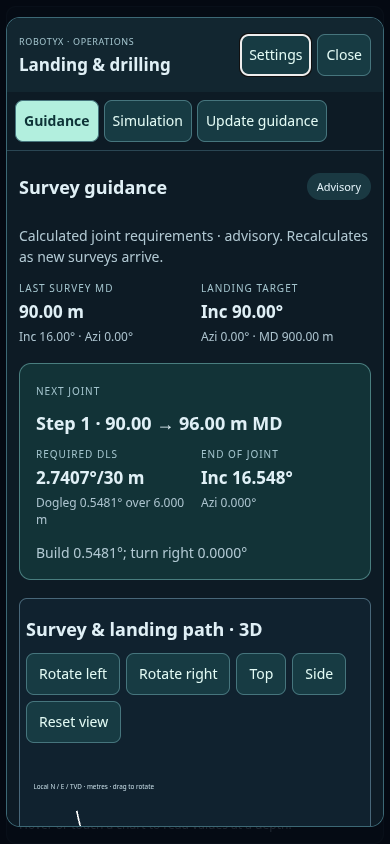 ROBOTYX · OPERATIONS
Landing & drilling
Settings
Close
Guidance
Simulation
Update guidance
Survey guidance
Advisory
Calculated joint requirements · advisory. Recalculates
as new surveys arrive.
LAST SURVEY MD
90.00 m
Inc 16.00° · Azi 0.00°
LANDING TARGET
Inc 90.00°
Azi 0.00° · MD 900.00 m
NEXT JOINT
Step 1 · 90.00 → 96.00 m MD
REQUIRED DLS
2.7407°/30 m
Dogleg 0.5481° over 6.000
m
END OF JOINT
Inc 16.548°
Azi 0.000°
Build 0.5481°; turn right 0.0000°
Survey & landing path · 3D
Rotate left
Rotate right
Top
Side
Reset view
Local N / E / TVD · metres · drag to rotate